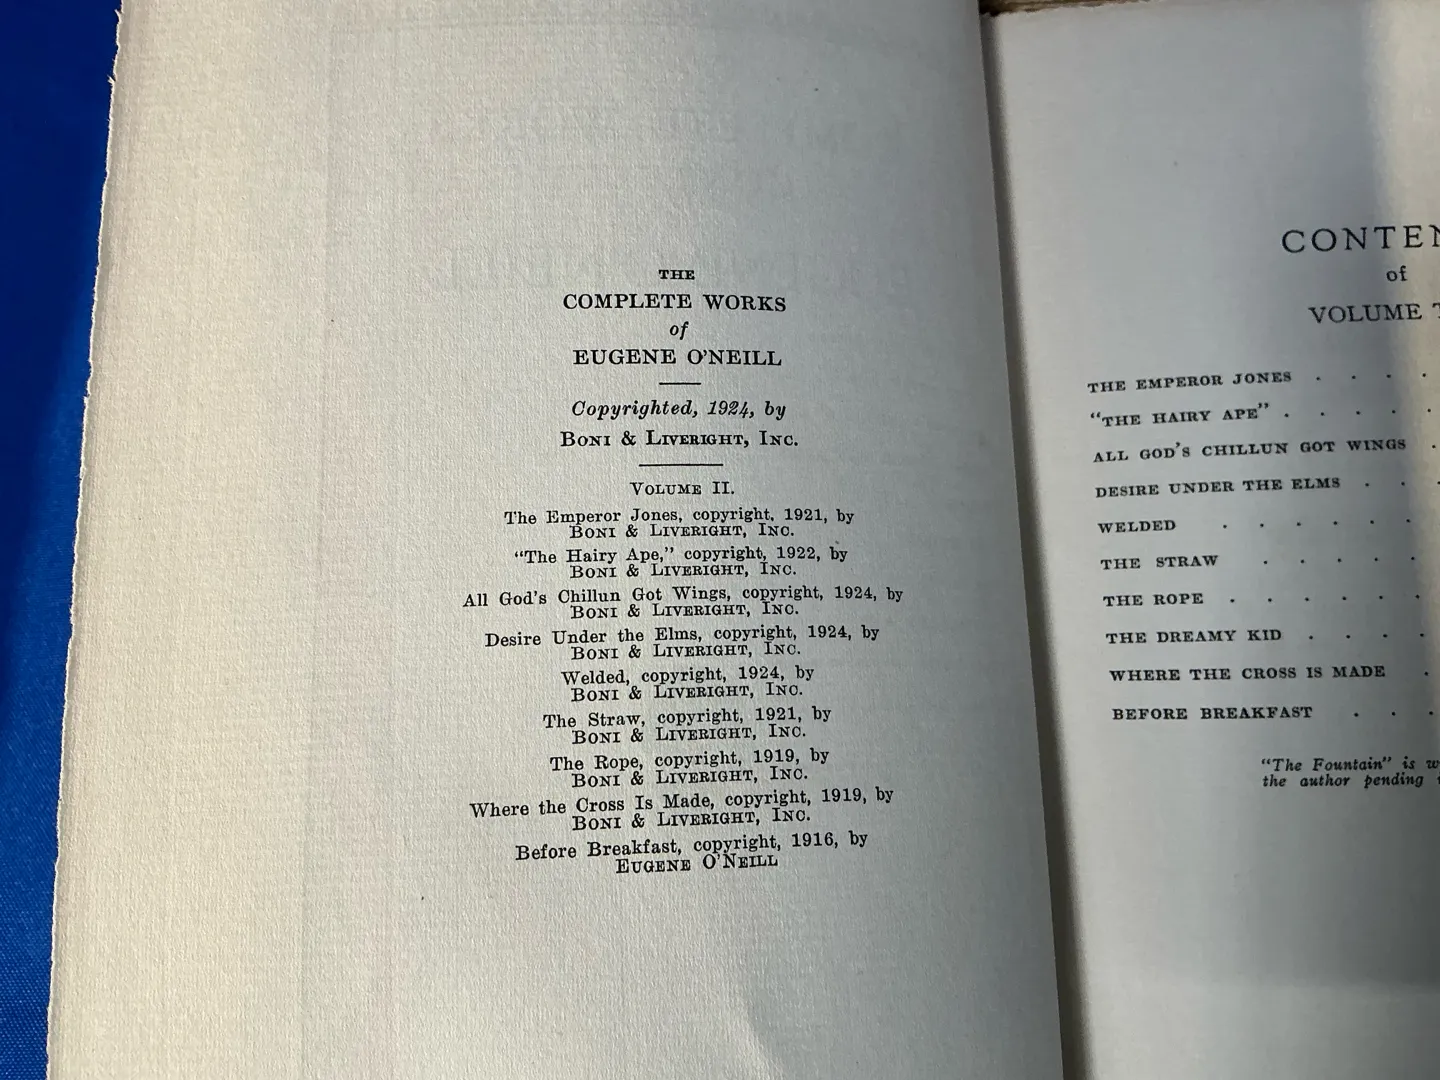 THE
COMPLETE WORKS
of
EUGENE O'NEILL
Copyrighted, 1924, by
BONI & LIVERIGHT, INC.
VOLUME II.
The Emperor Jones, copyright, 1921, by
BONI & LIVERIGHT, INC.
"The Hairy Ape," copyright, 1922, by
BONI & LIVERIGHT, INC.
All God's Chillun Got Wings, copyright, 1924, by
BONI & LIVERIGHT, INC.
Desire Under the Elms, copyright, 1924, by
BONI & LIVERIGHT, INC.
Welded, copyright, 1924, by
BONI & LIVERIGHT, INC.
The Straw, copyright, 1921, by
BONI & LIVERIGHT, INC.
The Rope, copyright, 1919, by
BONI & LIVERIGHT, INC.
Where the Cross Is Made, copyright, 1919, by
BONI & LIVERIGHT, INC.
Before Breakfast, copyright, 1916, by
EUGENE O'NEILL
CONTEN
of
VOLUME T
THE EMPEROR JONES . . . .
"THE HAIRY APE" . . . . .
ALL GOD'S CHILLUN GOT WINGS .
DESIRE UNDER THE ELMS . . .
WELDED . . . . . .
THE STRAW . . . . .
THE ROPE . . . . . .
THE DREAMY KID . . . .
WHERE THE CROSS IS MADE .
BEFORE BREAKFAST . . .
"The Fountain" is w
the author pending